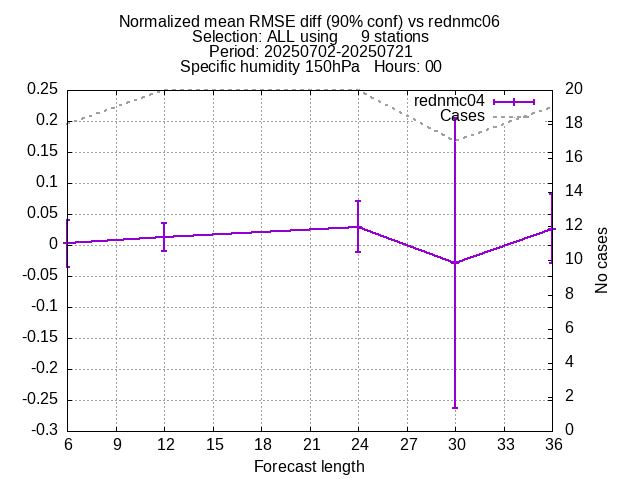 Normalized mean RMSE diff (90% conf) vs rednmc06
Selection: ALL using     9 stations
Period: 20250702-20250721
Specific humidity 150hPa   Hours: 00
0.25
0.2
0.15
0.1
0.05
0
-0.05
-0.1
-0.15
-0.2
-0.25
-0.3
rednmc04
Cases
20
18
16
14
12
10
8
6
4
2
0
No cases
6 9 12 15 18 21 24 27 30 33 36
Forecast length